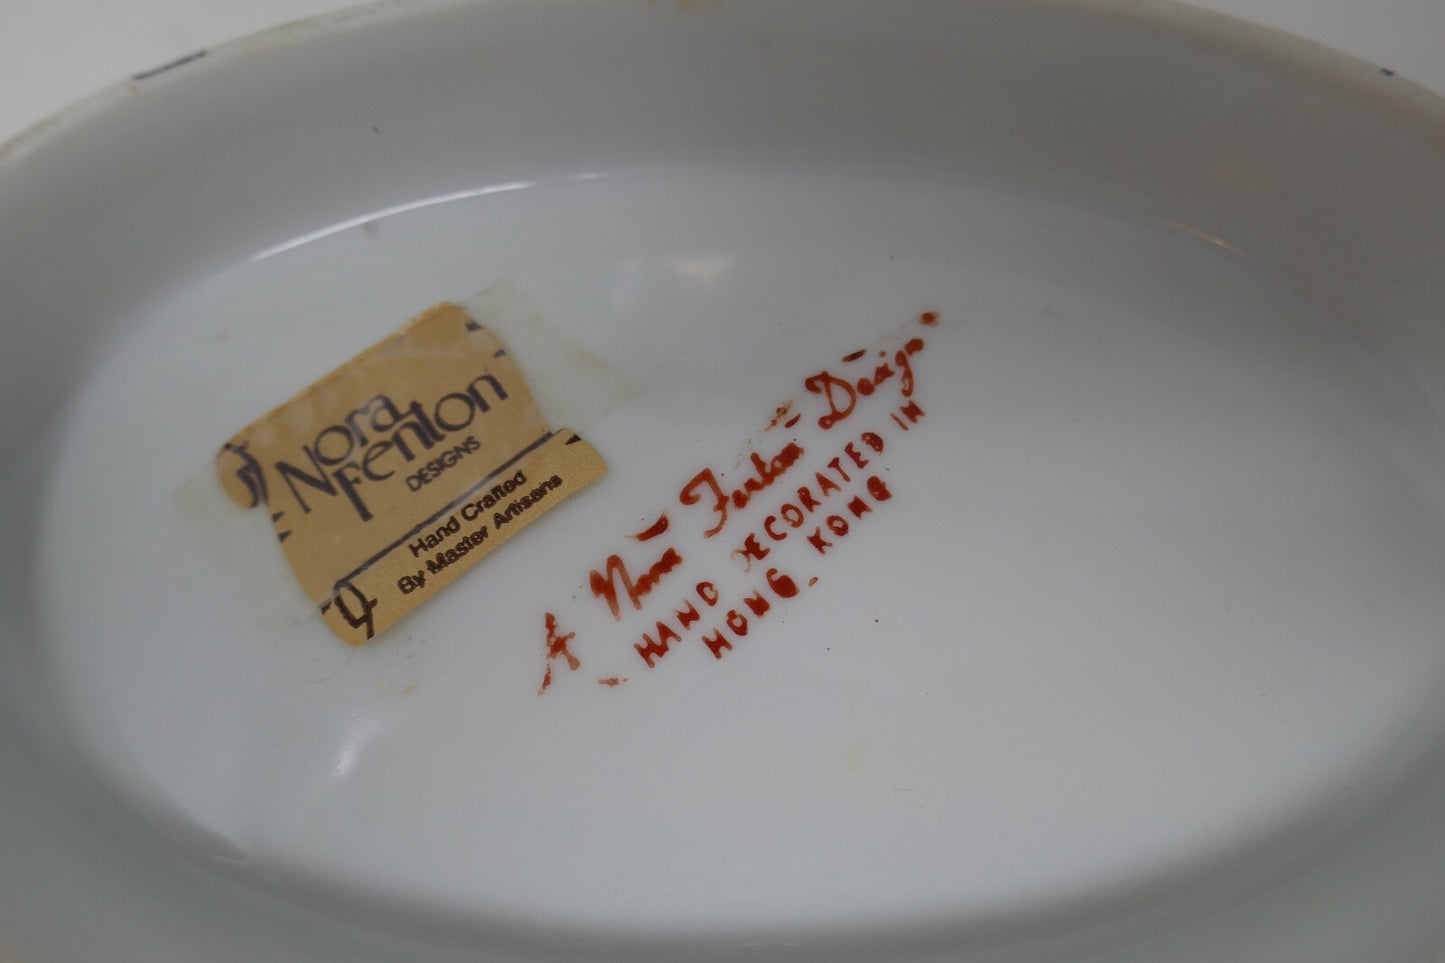 Nora
Fenton
DESIGNS
Hand Crafted
By Master Artisans
A Nora Fenton Design
HAND DECORATED IN
HONG KONG